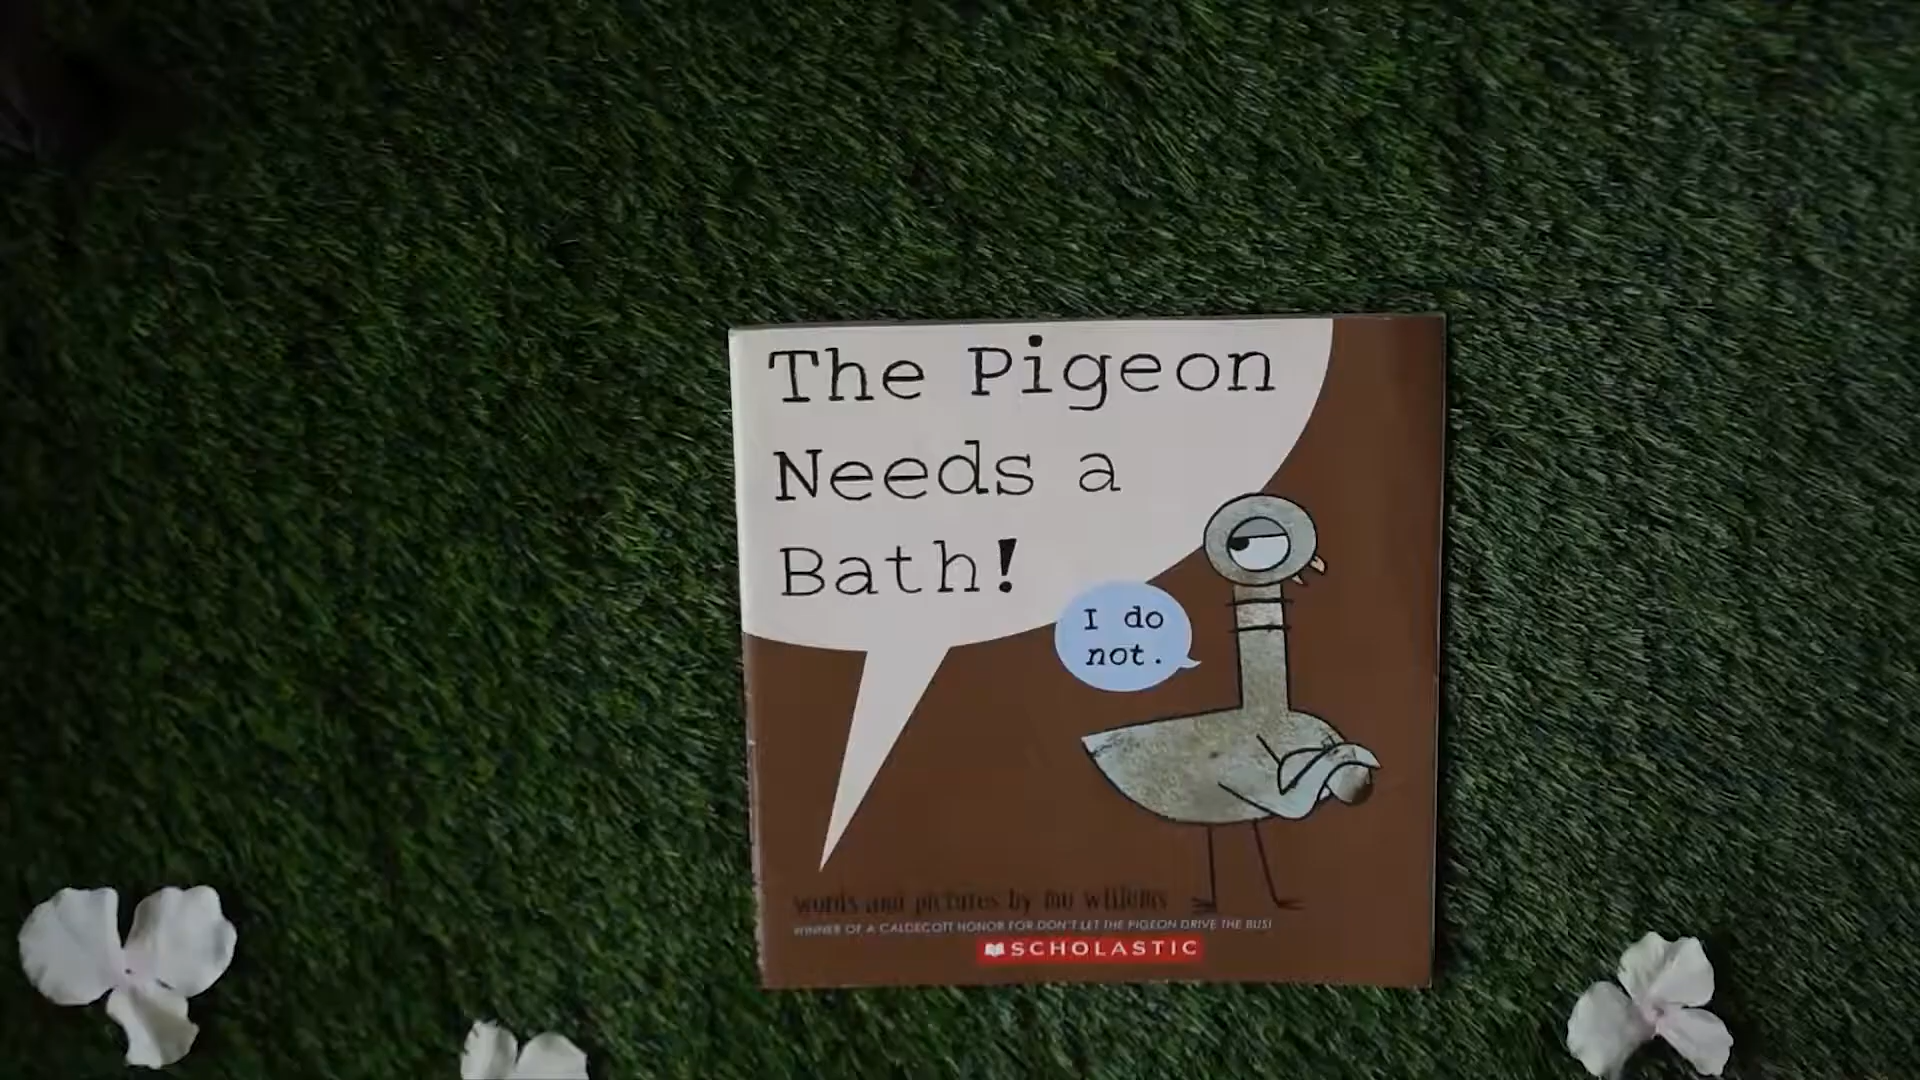 The Pigeon
Needs a
Bath!
I do
not.
words and pictures by mo willems
WINNER OF A CALDECOTT HONOR FOR DON'T LET THE PIGEON DRIVE THE BUS!
SCHOLASTIC